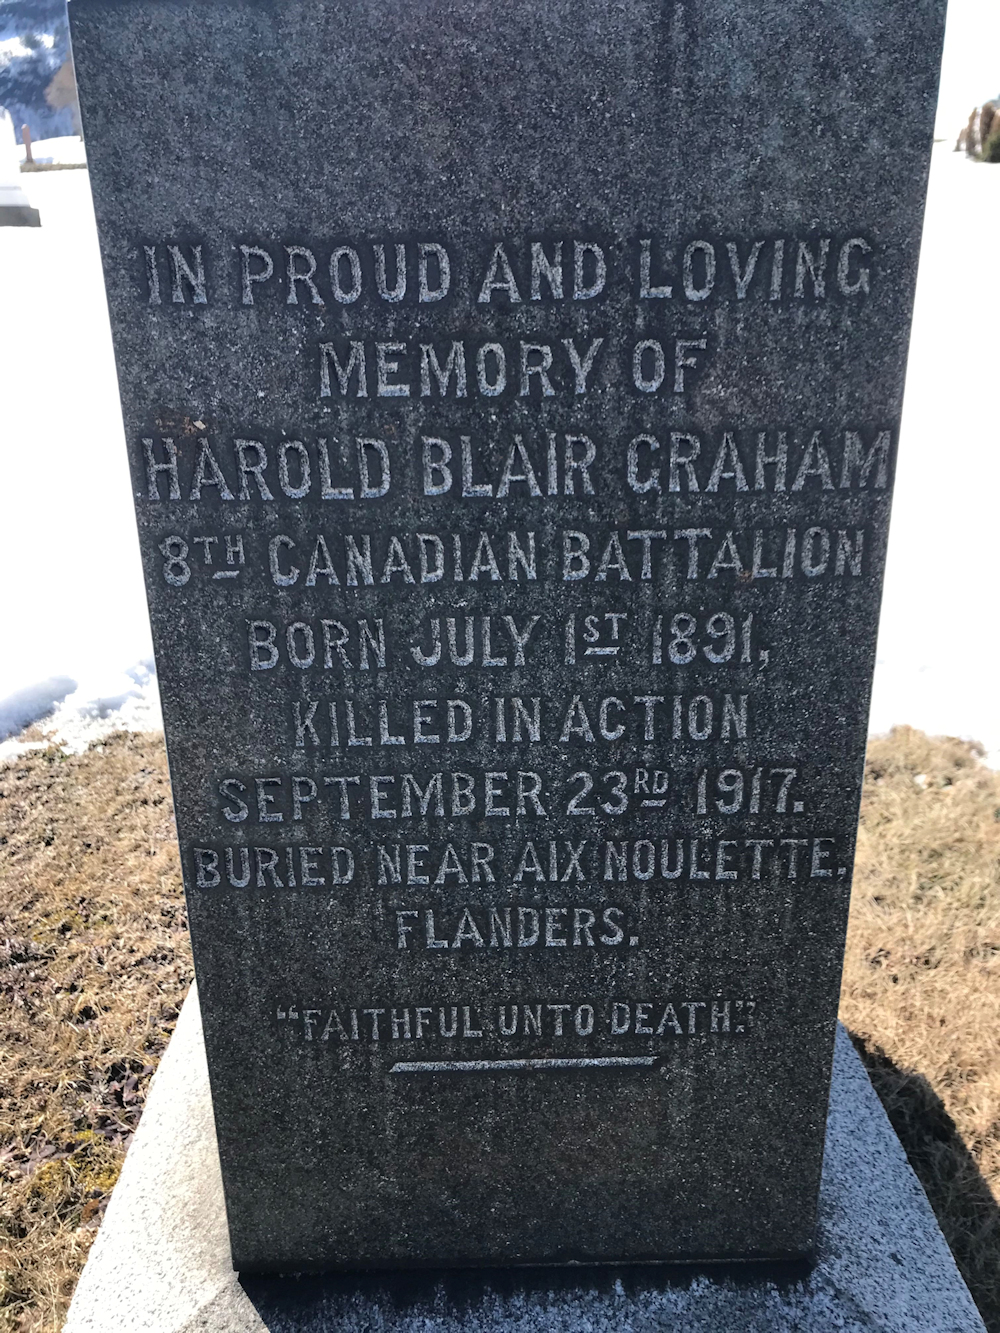 IN PROUD AND LOVING
MEMORY OF
HAROLD BLAIR GRAHAM
8TH CANADIAN BATTALION
BORN JULY 1ST 1891,
KILLED IN ACTION
SEPTEMBER 23RD 1917.
BURIED NEAR AIX NOULETTE.
FLANDERS.
"FAITHFUL UNTO DEATH."